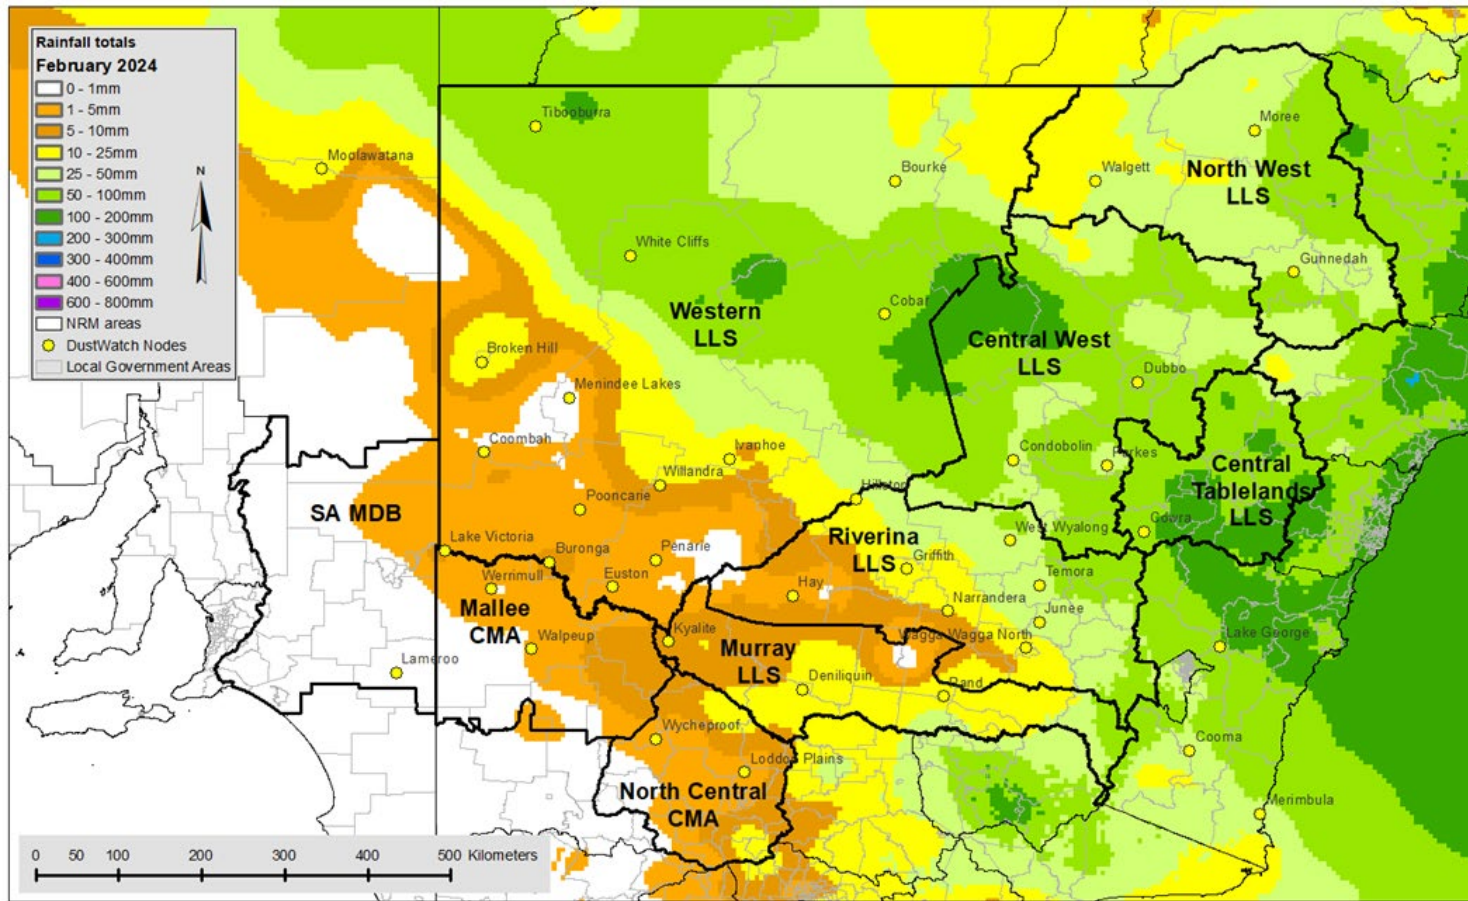 Rainfall totals
February 2024
0 - 1mm
1 - 5mm
5 - 10mm
10 - 25mm
25 - 50mm
50 - 100mm
100 - 200mm
200 - 300mm
300 - 400mm
400 - 600mm
600 - 800mm
NRM areas
DustWatch Nodes
Local Government Areas
N
Tibooburra
Moolawatana
Bourke
Walgett
Moree
North West
LLS
White Cliffs
Gunnedah
Western
LLS
Cobar
Central West
LLS
Broken Hill
Menindee Lakes
Dubbo
Coombah
Ivanhoe
Willandra
Condobolin
Parkes
Central
Tablelands
LLS
Pooncarie
Hillston
SA MDB
Lake Victoria
Buronga
Penarie
Riverina
LLS
West Wyalong
Cowra
Griffith
Werrimull
Euston
Hay
Temora
Mallee
CMA
Narrandera
Junee
Walpeup
Kyalite
Murray
LLS
Wagga Wagga North
Lake George
Lameroo
Deniliquin
Rand
Wycheproof
Cooma
Loddon Plains
North Central
CMA
Merimbula
0 50 100 200 300 400 500 Kilometers